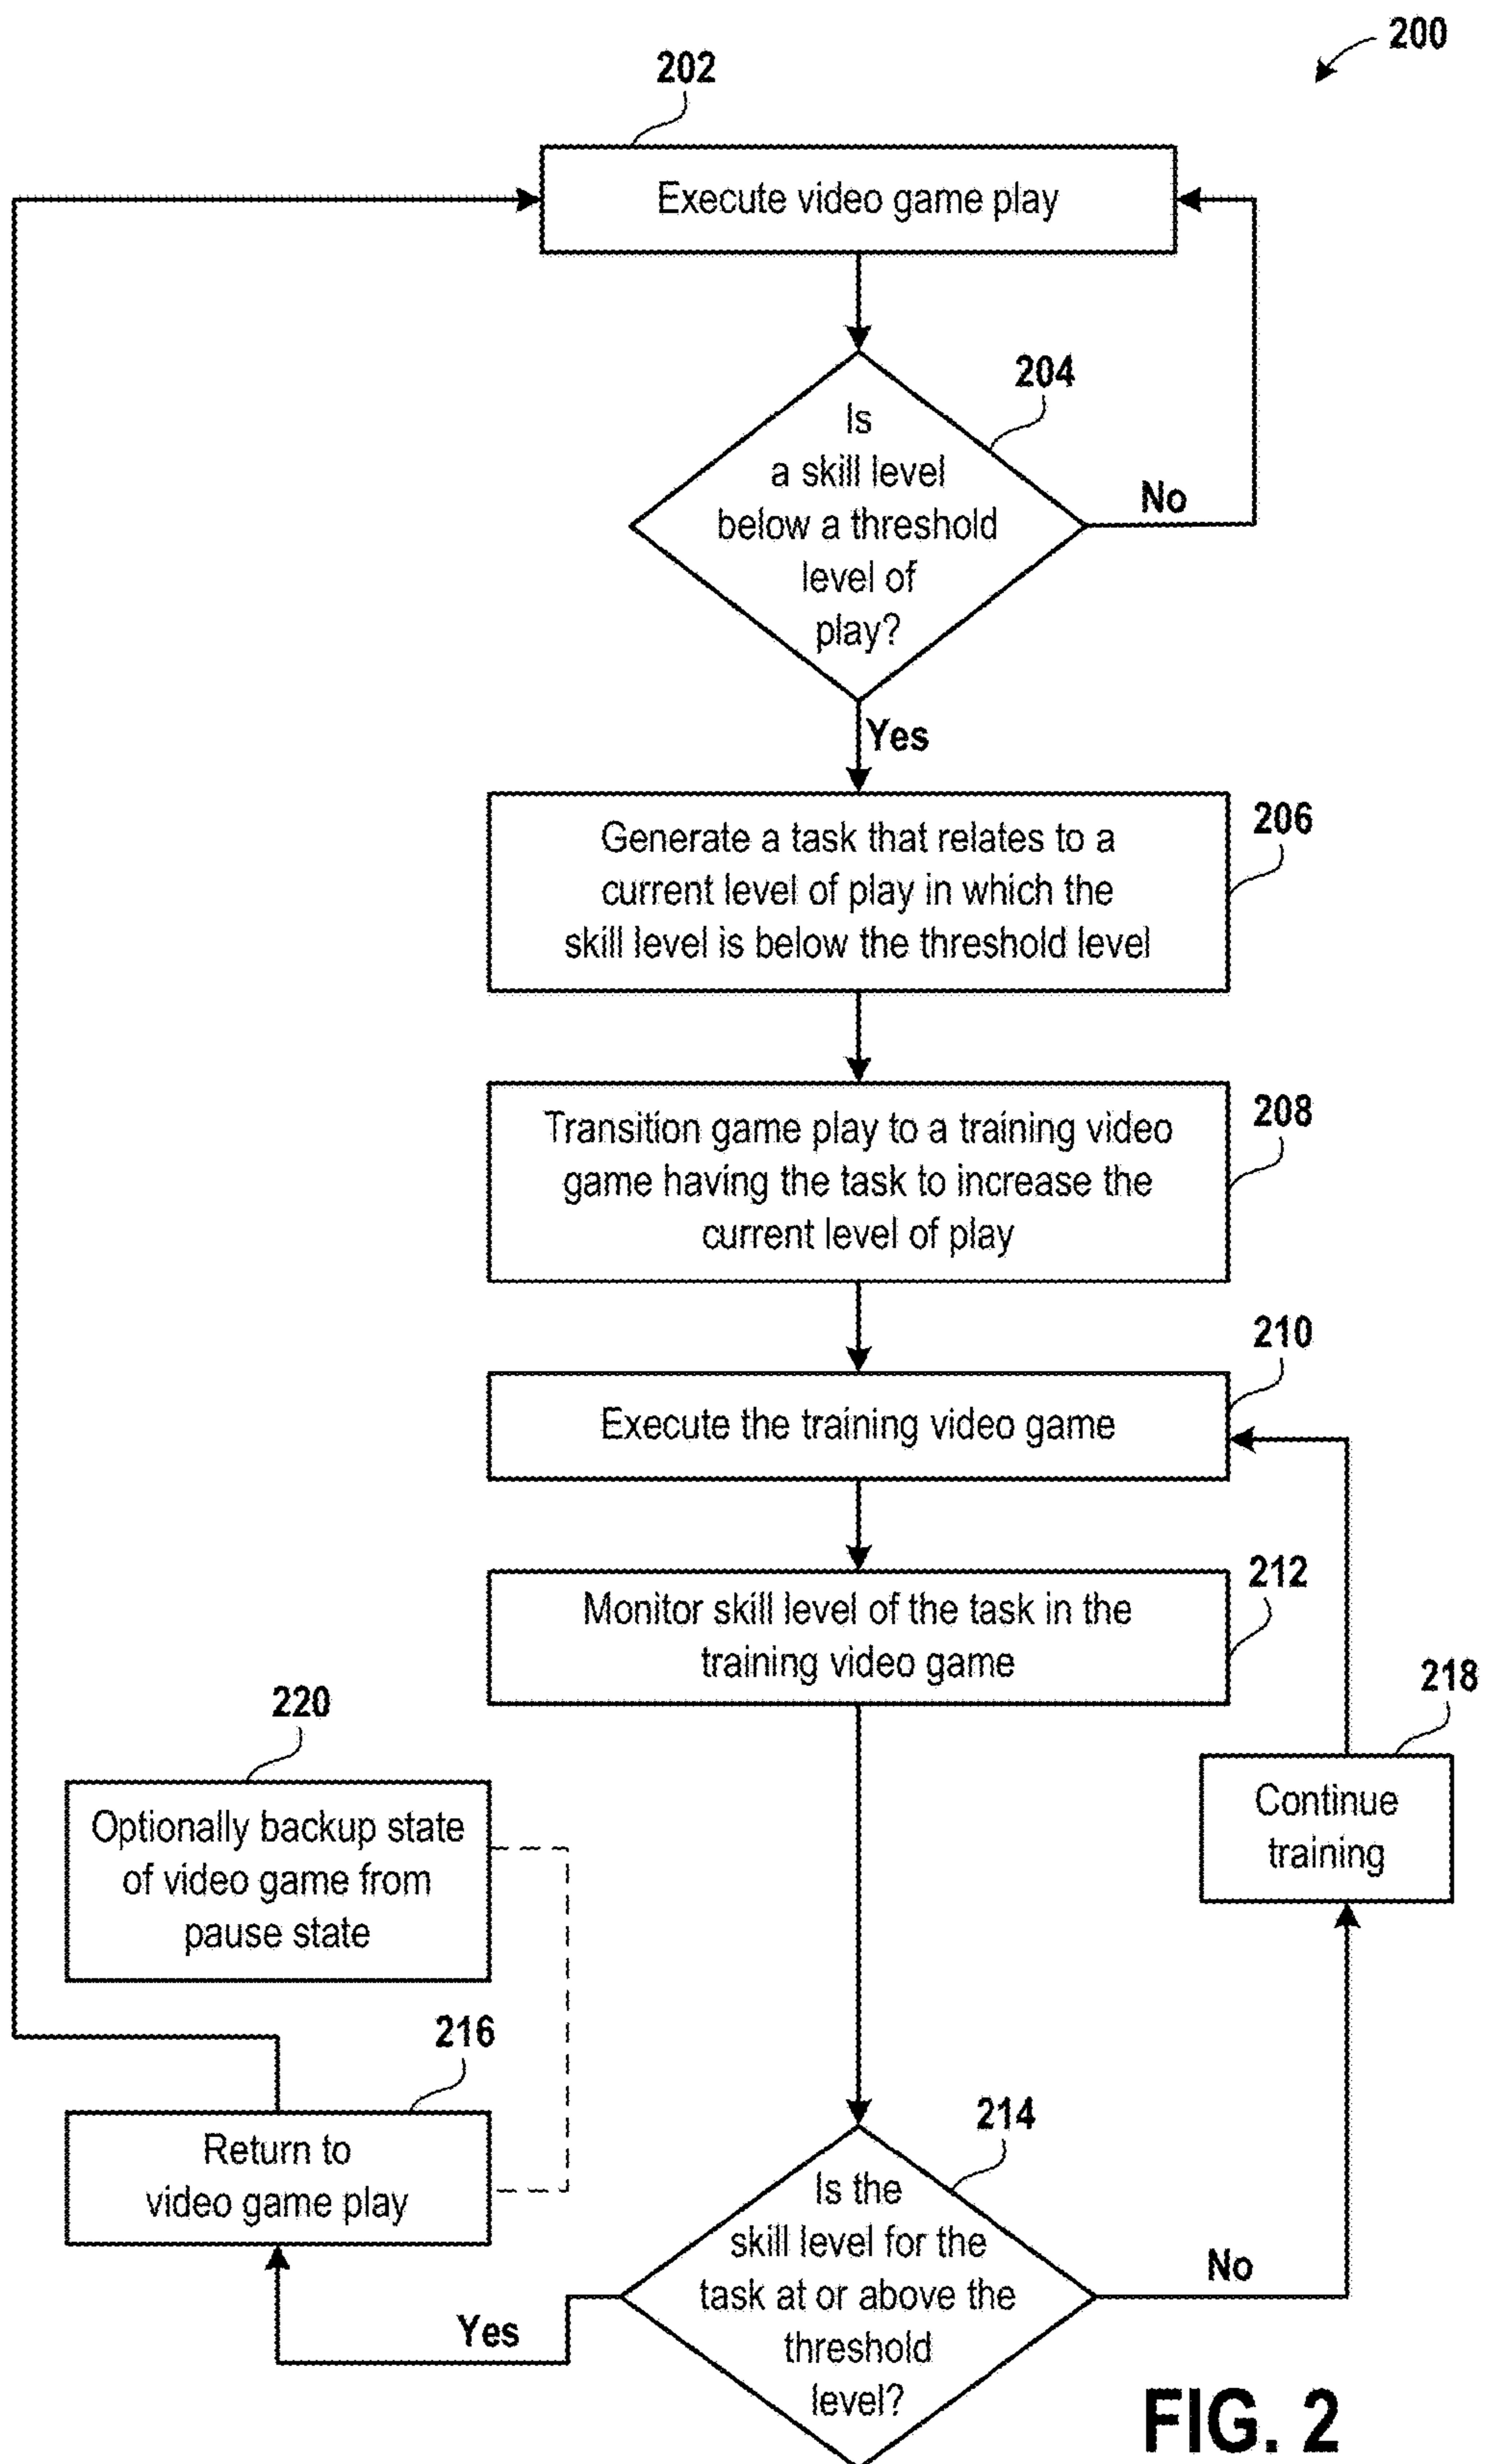 200
202
Execute video game play
204
Is
a skill level
below a threshold
level of
play?
No
Yes
206
Generate a task that relates to a
current level of play in which the
skill level is below the threshold level
208
Transition game play to a training video
game having the task to increase the
current level of play
210
Execute the training video game
212
Monitor skill level of the task in the
training video game
218
Continue
training
220
Optionally backup state
of video game from
pause state
216
Return to
video game play
214
Is the
skill level for the
task at or above the
threshold
level?
No
Yes
FIG. 2